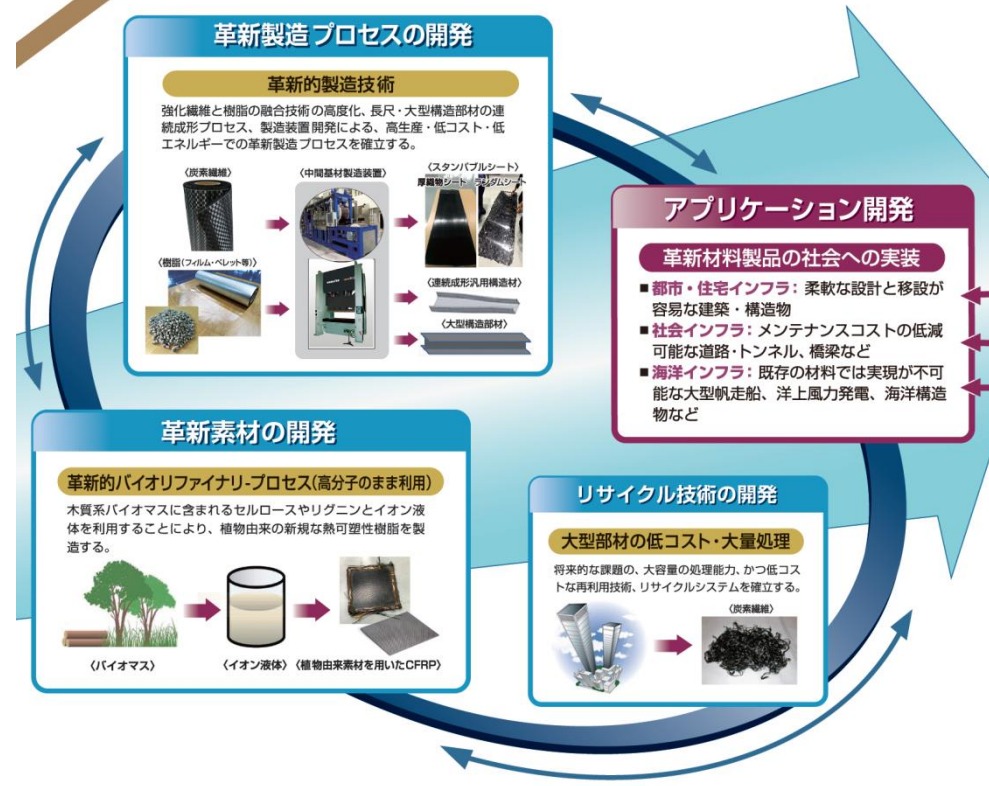 革新製造プロセスの開発
革新的製造技術
強化繊維と樹脂の融合技術の高度化、長尺・大型構造部材の連
続成形プロセス、製造装置開発による、高生産・低コスト・低
エネルギーでの革新製造プロセスを確立する。
〈炭素繊維〉
〈中間基材製造装置〉
〈スタンパブルシート〉
厚織物シート ランダムシート
〈樹脂(フィルム・ペレット等)〉
〈連続成形汎用構造材〉
〈大型構造部材〉
アプリケーション開発
革新材料製品の社会への実装
■都市・住宅インフラ：柔軟な設計と移設が
容易な建築・構造物
■社会インフラ：メンテナンスコストの低減
可能な道路・トンネル、橋梁など
■海洋インフラ：既存の材料では実現が不可
能な大型帆走船、洋上風力発電、海洋構造
物など
革新素材の開発
革新的バイオリファイナリ-プロセス(高分子のまま利用)
木質系バイオマスに含まれるセルロースやリグニンとイオン液
体を利用することにより、植物由来の新規な熱可塑性樹脂を製
造する。
〈バイオマス〉
〈イオン液体〉
〈植物由来素材を用いたCFRP〉
リサイクル技術の開発
大型部材の低コスト・大量処理
将来的な課題の、大容量の処理能力、かつ低コス
トな再利用技術、リサイクルシステムを確立する。
〈炭素繊維〉